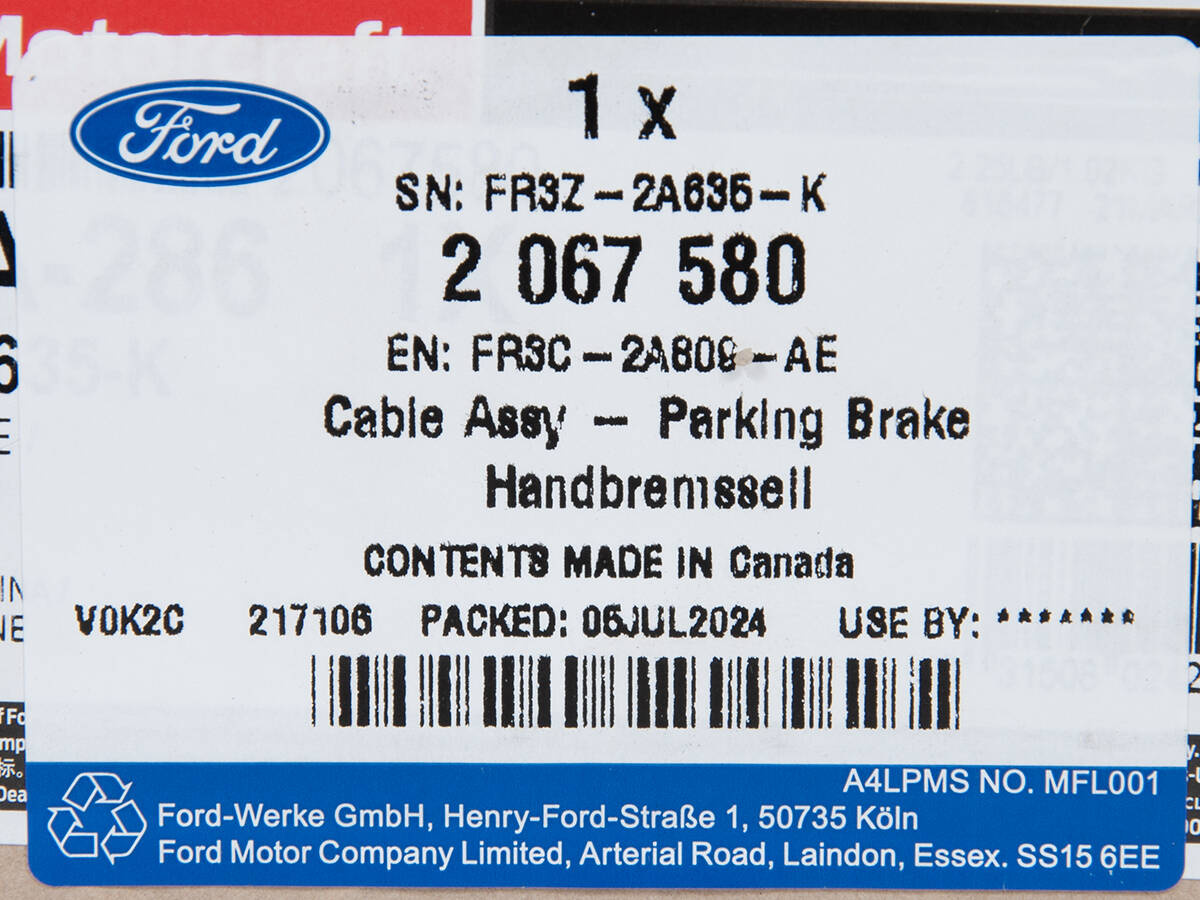 Motorcraft
Ford
1 x
SN: FR3Z-2A635-K
2 067 580
EN: FR3C-2A809-AE
Cable Assy - Parking Brake
Handbremsseil
CONTENTS MADE IN Canada
V0K2C 217106 PACKED: 05JUL2024 USE BY: *******
A4LPMS NO. MFL001
Ford-Werke GmbH, Henry-Ford-Straße 1, 50735 Köln
Ford Motor Company Limited, Arterial Road, Laindon, Essex. SS15 6EE